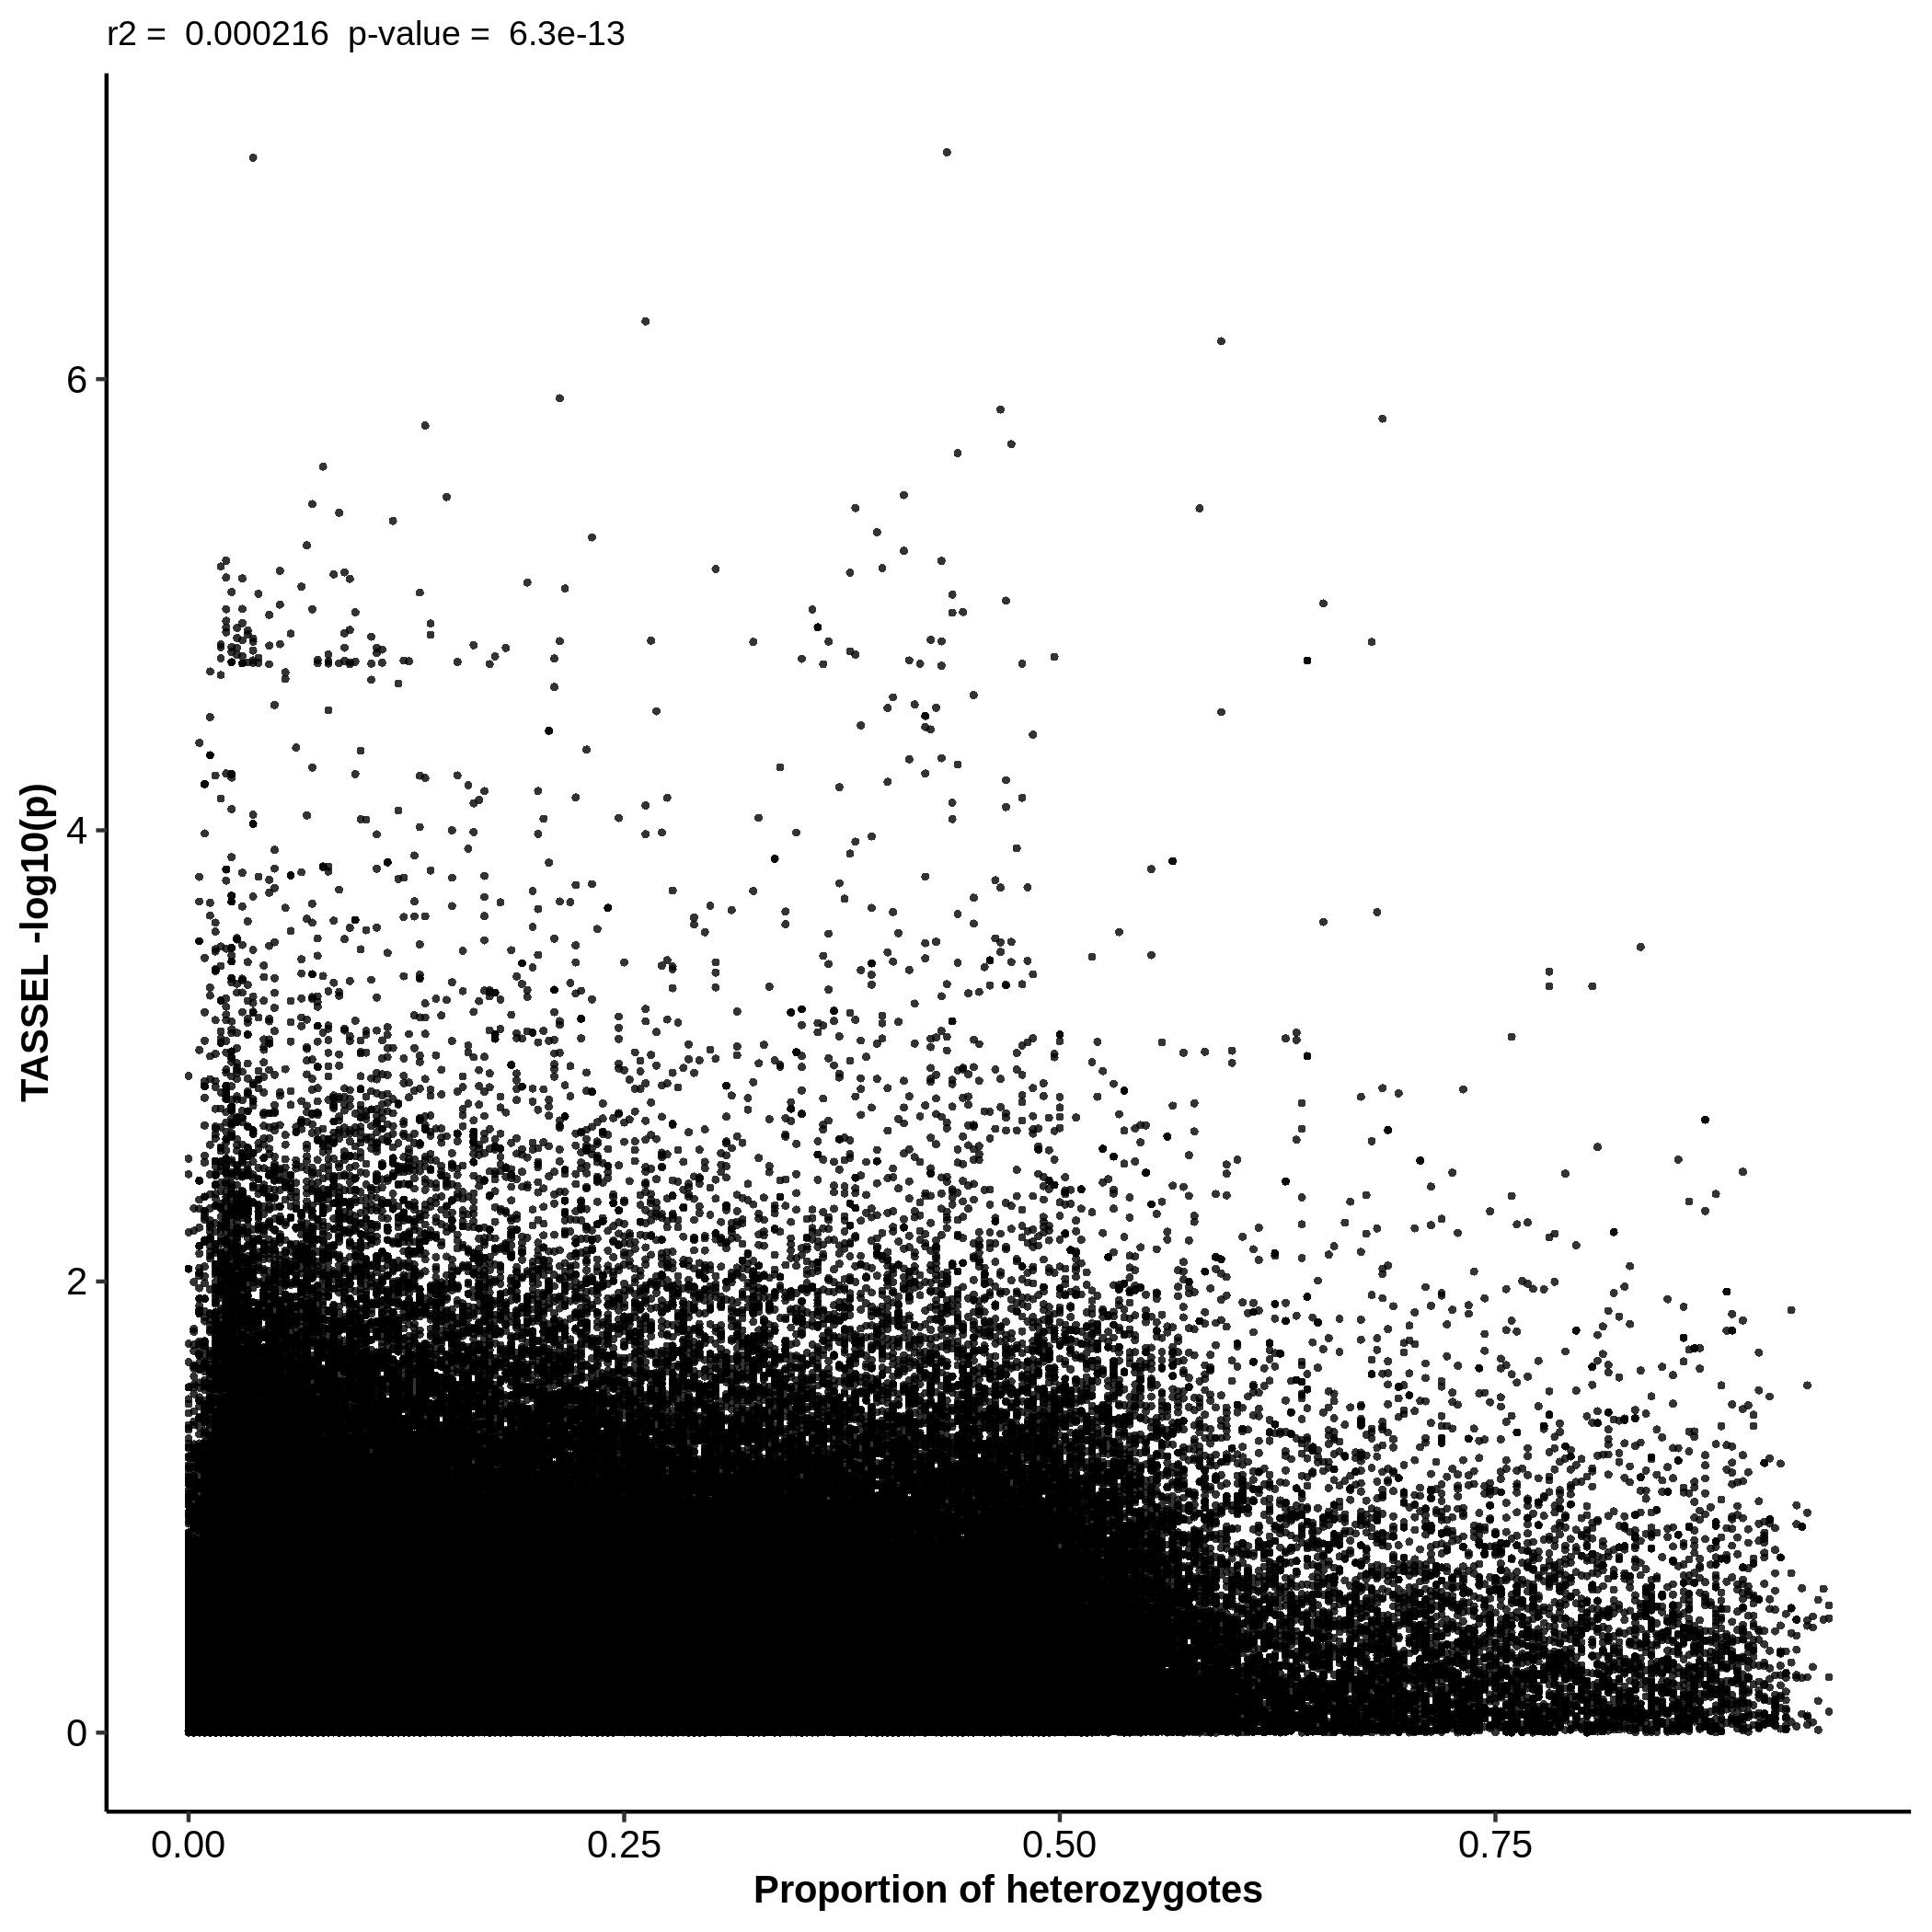 r2 =  0.000216  p-value =  6.3e-13
TASSEL -log10(p)
6
4
2
0
0.00 0.25 0.50 0.75
Proportion of heterozygotes